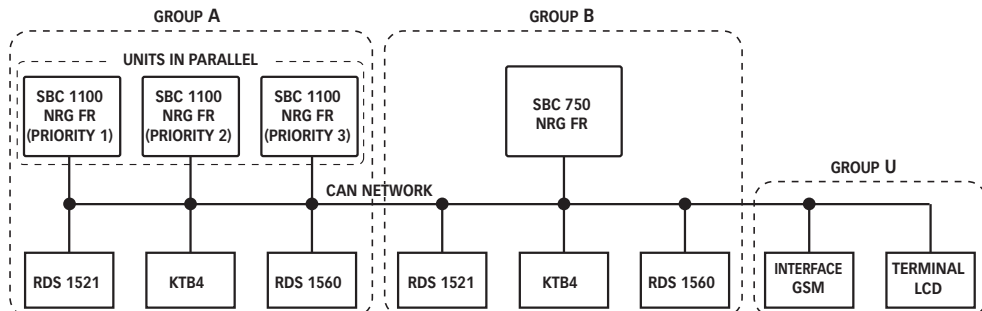 GROUP A
GROUP B
UNITS IN PARALLEL
SBC 1100
NRG FR
(PRIORITY 1)
SBC 1100
NRG FR
(PRIORITY 2)
SBC 1100
NRG FR
(PRIORITY 3)
SBC 750
NRG FR
GROUP U
CAN NETWORK
RDS 1521
KTB4
RDS 1560
RDS 1521
KTB4
RDS 1560
INTERFACE
GSM
TERMINAL
LCD